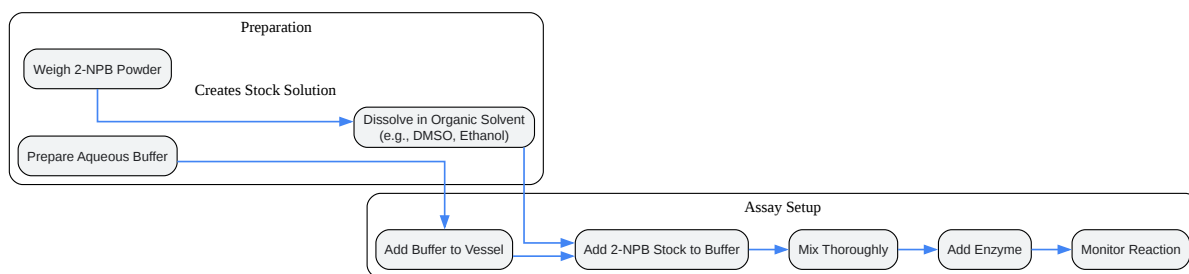 Preparation
Weigh 2-NPB Powder
Creates Stock Solution
Dissolve in Organic Solvent
(e.g., DMSO, Ethanol)
Prepare Aqueous Buffer
Assay Setup
Add Buffer to Vessel
Add 2-NPB Stock to Buffer
Mix Thoroughly
Add Enzyme
Monitor Reaction